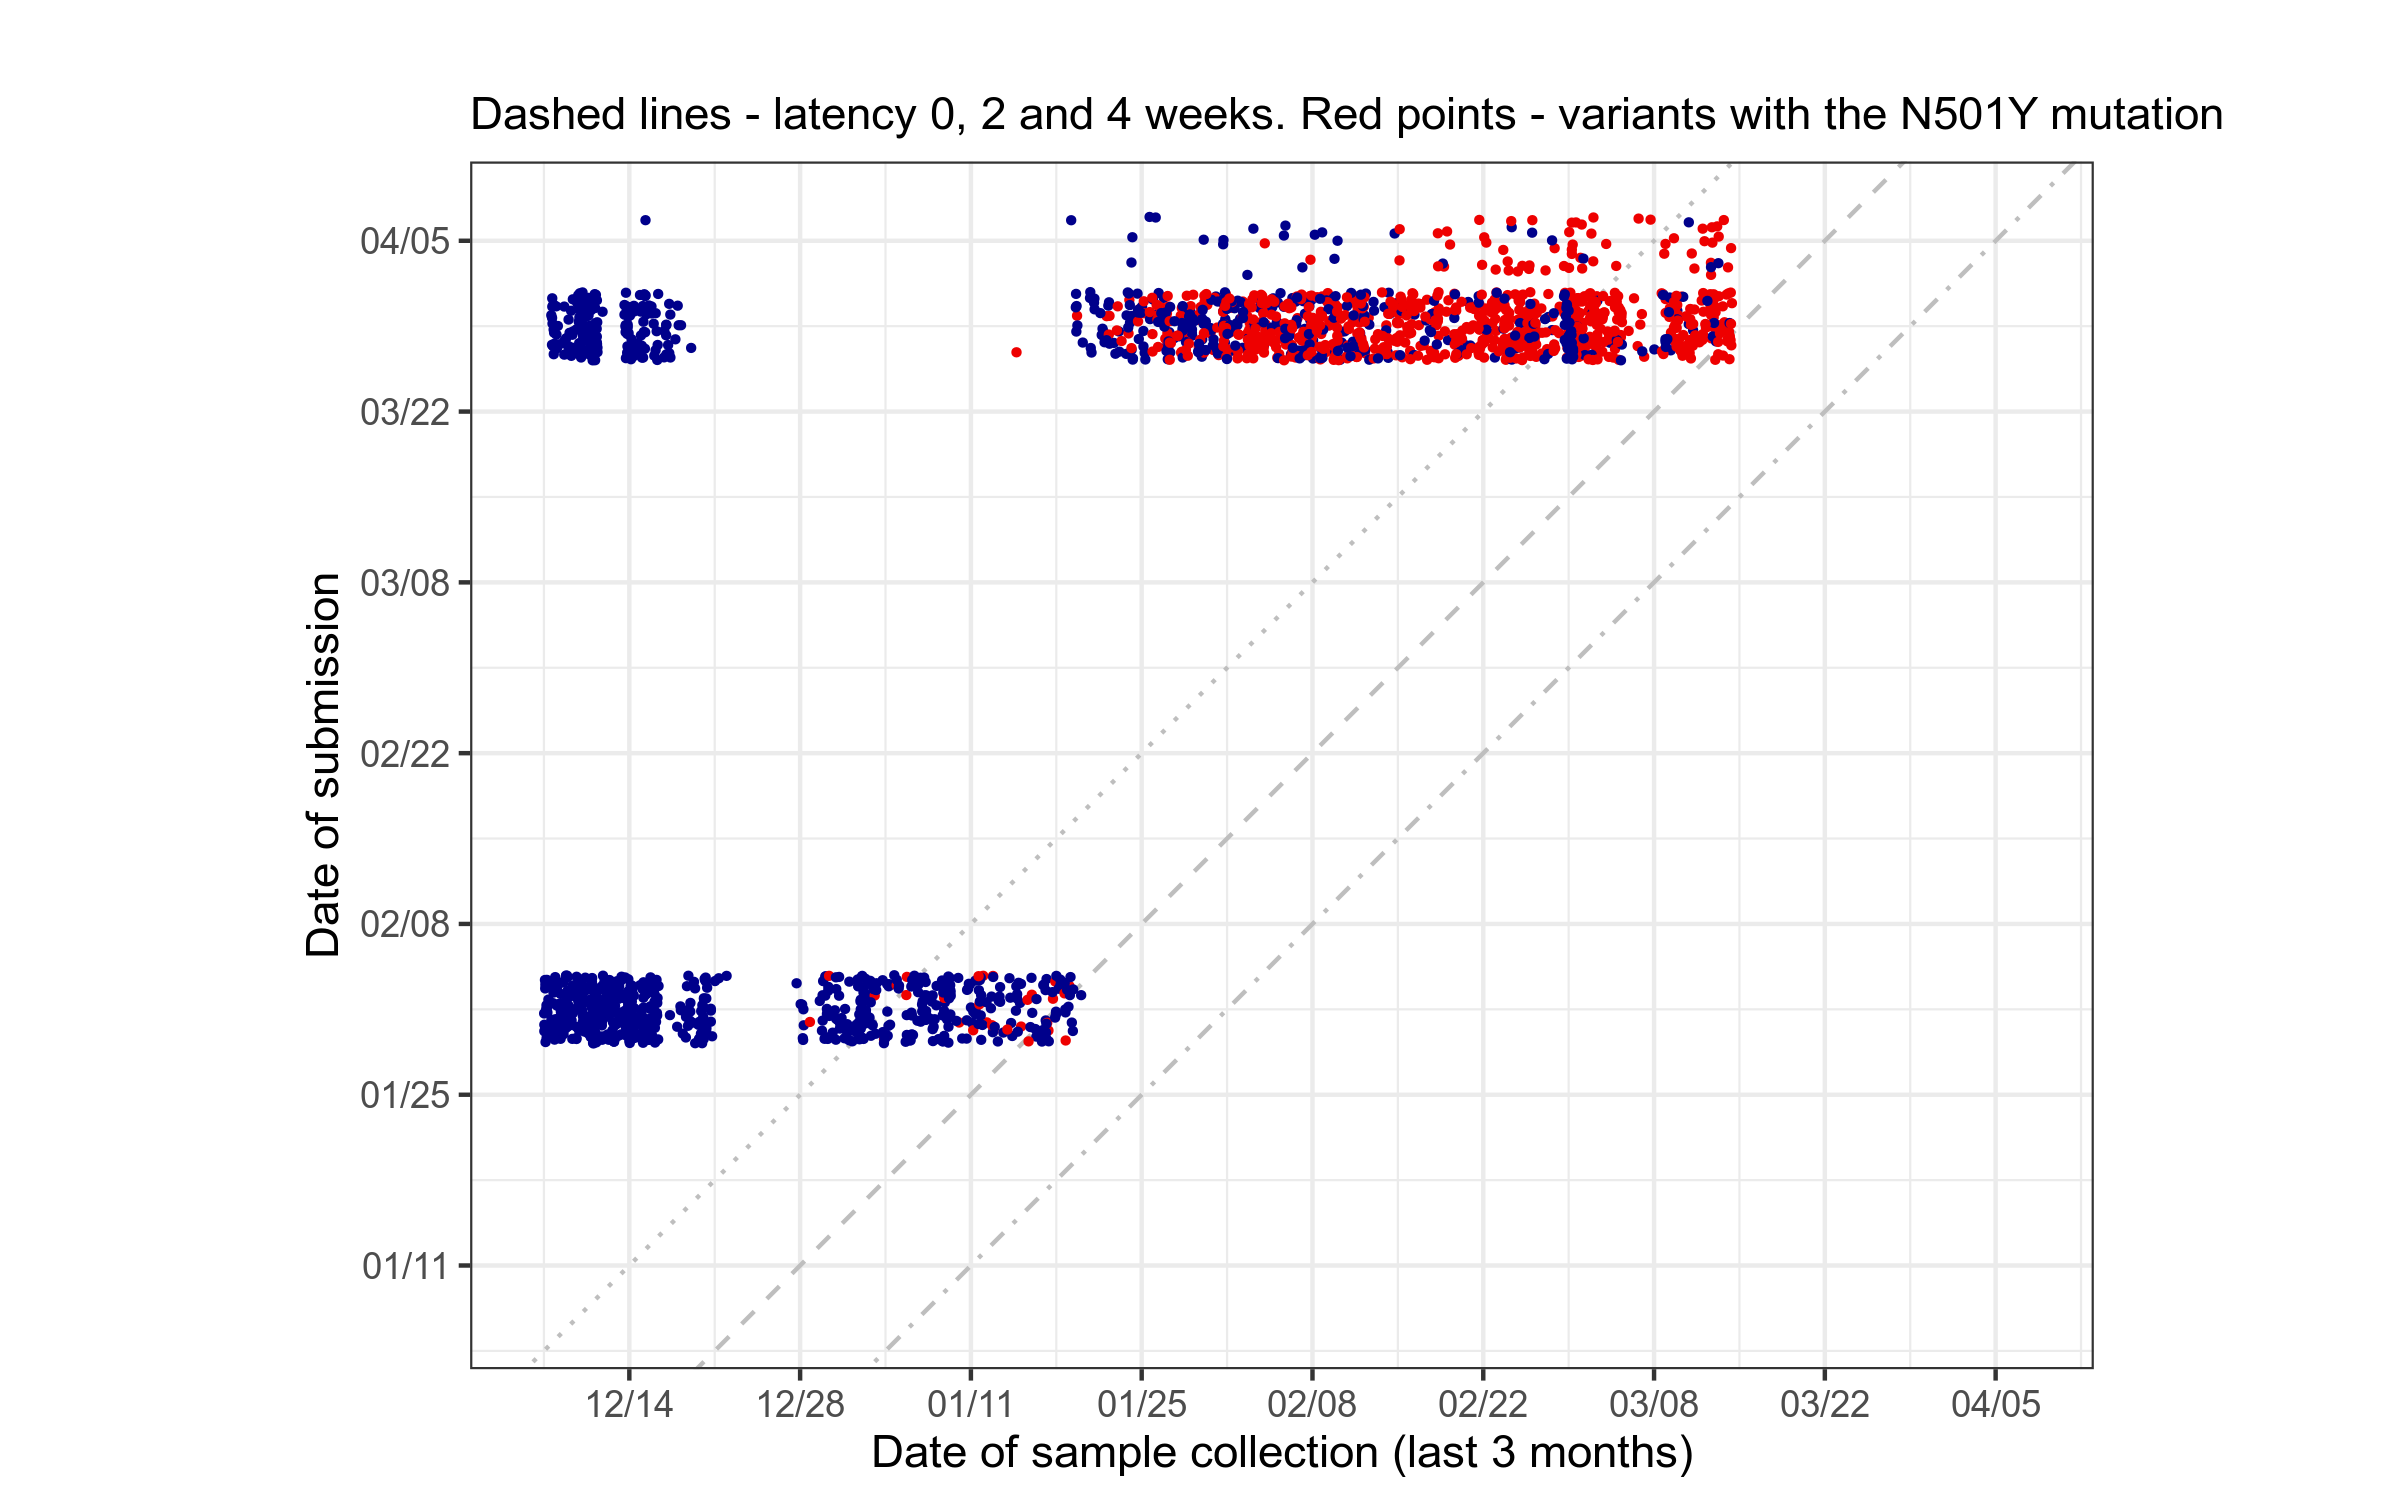 Dashed lines - latency 0, 2 and 4 weeks. Red points - variants with the N501Y mutation
Date of submission
04/05
03/22
03/08
02/22
02/08
01/25
01/11
12/14 12/28 01/11 01/25 02/08 02/22 03/08 03/22 04/05
Date of sample collection (last 3 months)